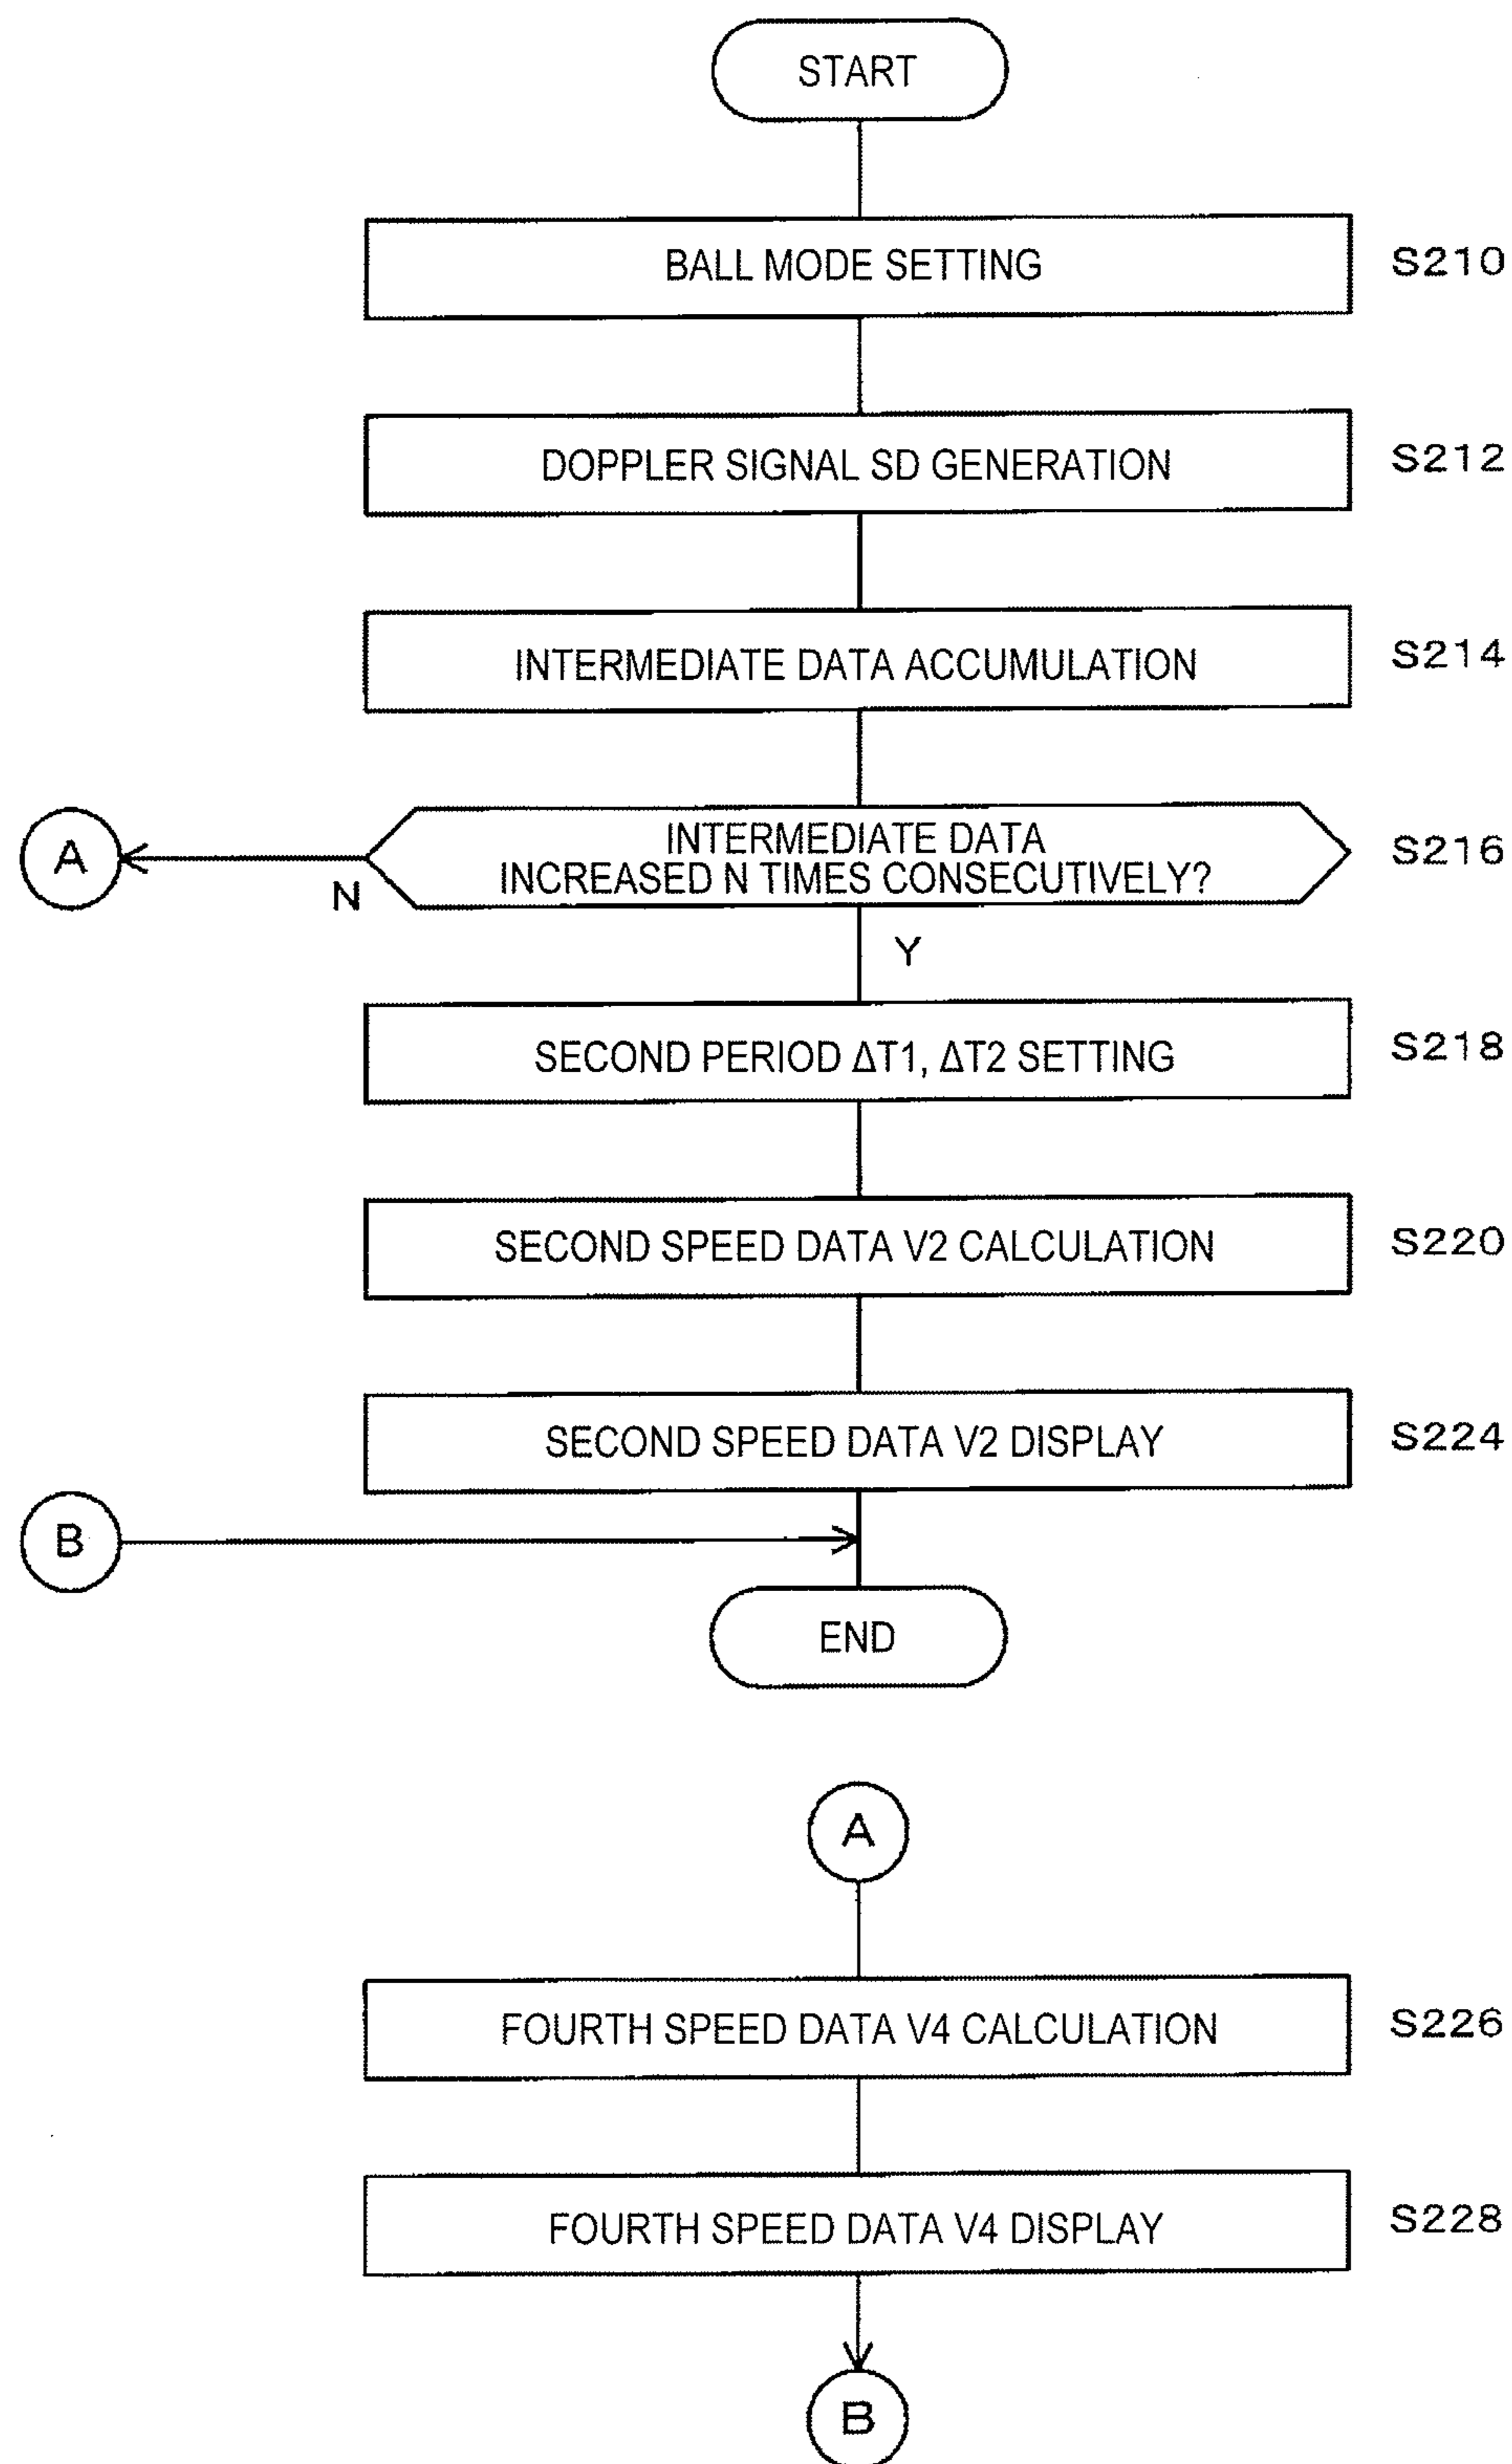 START
BALL MODE SETTING
S210
DOPPLER SIGNAL SD GENERATION
S212
INTERMEDIATE DATA ACCUMULATION
S214
INTERMEDIATE DATA
INCREASED N TIMES CONSECUTIVELY?
S216
A
N
Y
SECOND PERIOD ΔT1, ΔT2 SETTING
S218
SECOND SPEED DATA V2 CALCULATION
S220
SECOND SPEED DATA V2 DISPLAY
S224
B
END
A
FOURTH SPEED DATA V4 CALCULATION
S226
FOURTH SPEED DATA V4 DISPLAY
S228
B